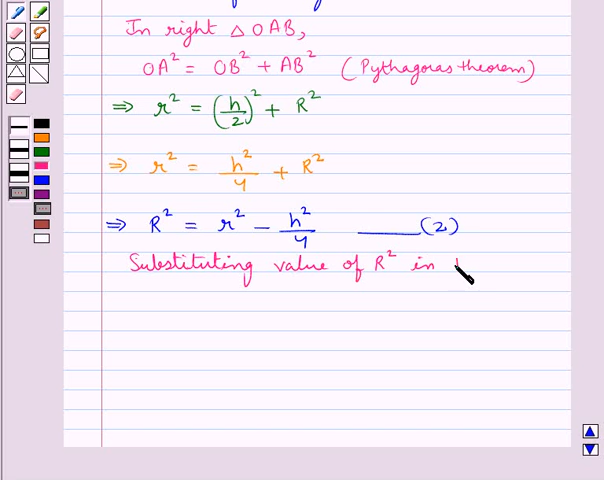 In right △ OAB,
OA² = OB² + AB² (Pythagoras theorem)
⇒ r² = (h/2)² + R²
⇒ r² = h²/4 + R²
⇒ R² = r² - h²/4 ——— (2)
Substituting value of R² in